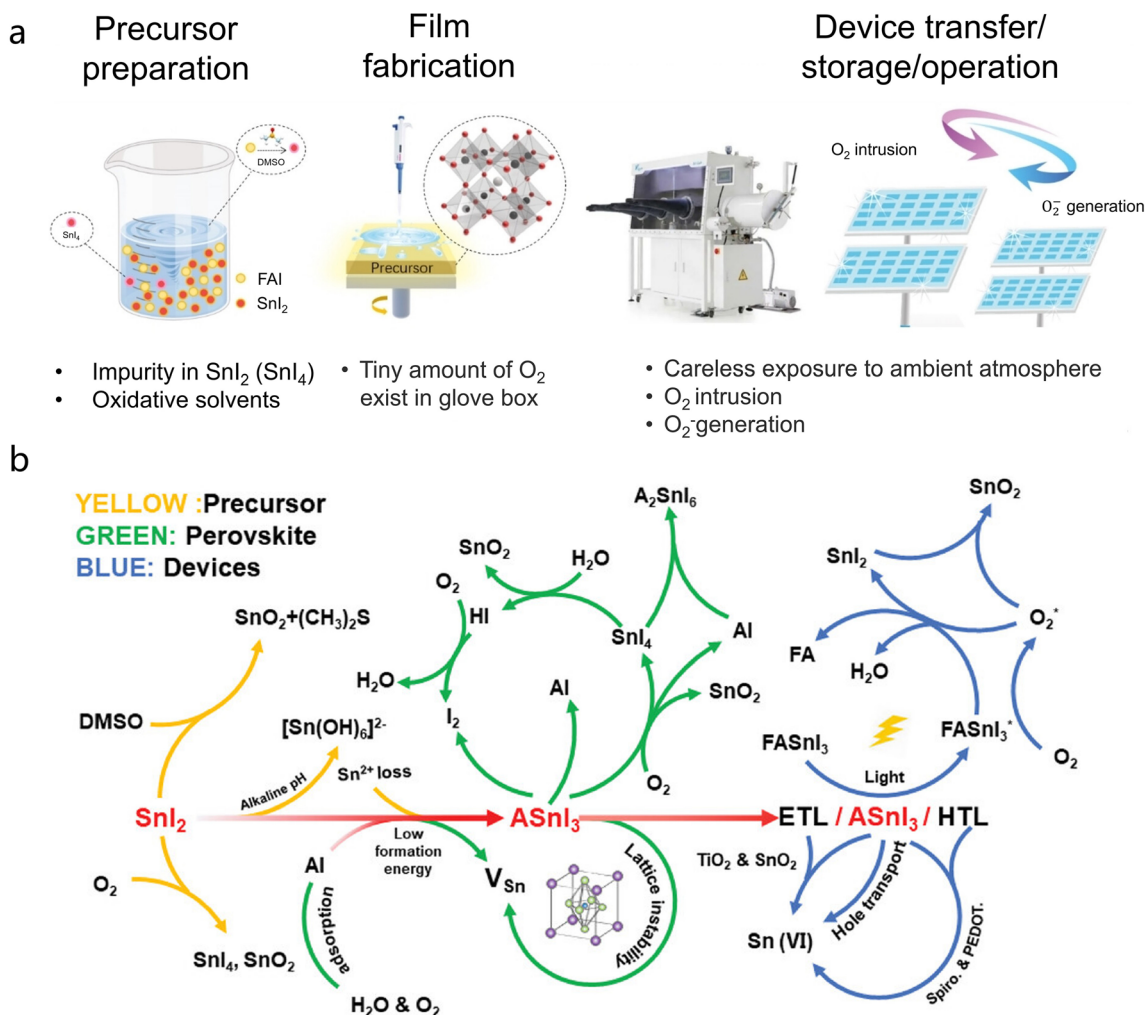 a
Precursor
preparation
Film
fabrication
Device transfer/
storage/operation
DMSO
SnI₄
FAI
SnI₂
Precursor
O₂ intrusion
O₂⁻ generation
• Impurity in SnI₂ (SnI₄)
• Oxidative solvents
• Tiny amount of O₂
exist in glove box
• Careless exposure to ambient atmosphere
• O₂ intrusion
• O₂⁻generation
b
YELLOW :Precursor
GREEN: Perovskite
BLUE: Devices
SnO₂+(CH₃)₂S
DMSO
[Sn(OH)₆]²⁻
Alkaline pH
Sn²⁺ loss
SnI₂
O₂
SnI₄, SnO₂
AI
adsorption
H₂O & O₂
Low
formation
energy
V_Sn
ASnI₃
Lattice instability
A₂SnI₆
SnO₂
H₂O
O₂
HI
SnI₄
AI
H₂O
I₂
AI
SnO₂
O₂
SnO₂
SnI₂
O₂*
FA
H₂O
FASnI₃
FASnI₃*
O₂
Light
ETL / ASnI₃ / HTL
TiO₂ & SnO₂
Hole transport
Sn (VI)
Spiro. & PEDOT.